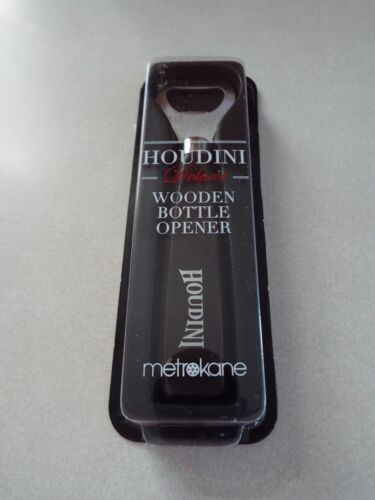 HOUDINI
Deluxe
WOODEN
BOTTLE
OPENER
HOUDINI
metrokane